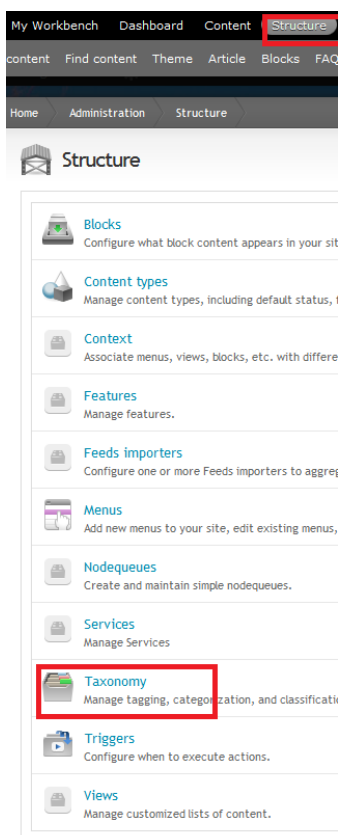 My Workbench Dashboard Content Structure
content Find content Theme Article Blocks FAQ
Home Administration Structure
Structure
Blocks
Configure what block content appears in your sit
Content types
Manage content types, including default status, f
Context
Associate menus, views, blocks, etc. with differe
Features
Manage features.
Feeds importers
Configure one or more Feeds importers to aggreg
Menus
Add new menus to your site, edit existing menus,
Nodequeues
Create and maintain simple nodequeues.
Services
Manage Services
Taxonomy
Manage tagging, categorization, and classificati
Triggers
Configure when to execute actions.
Views
Manage customized lists of content.